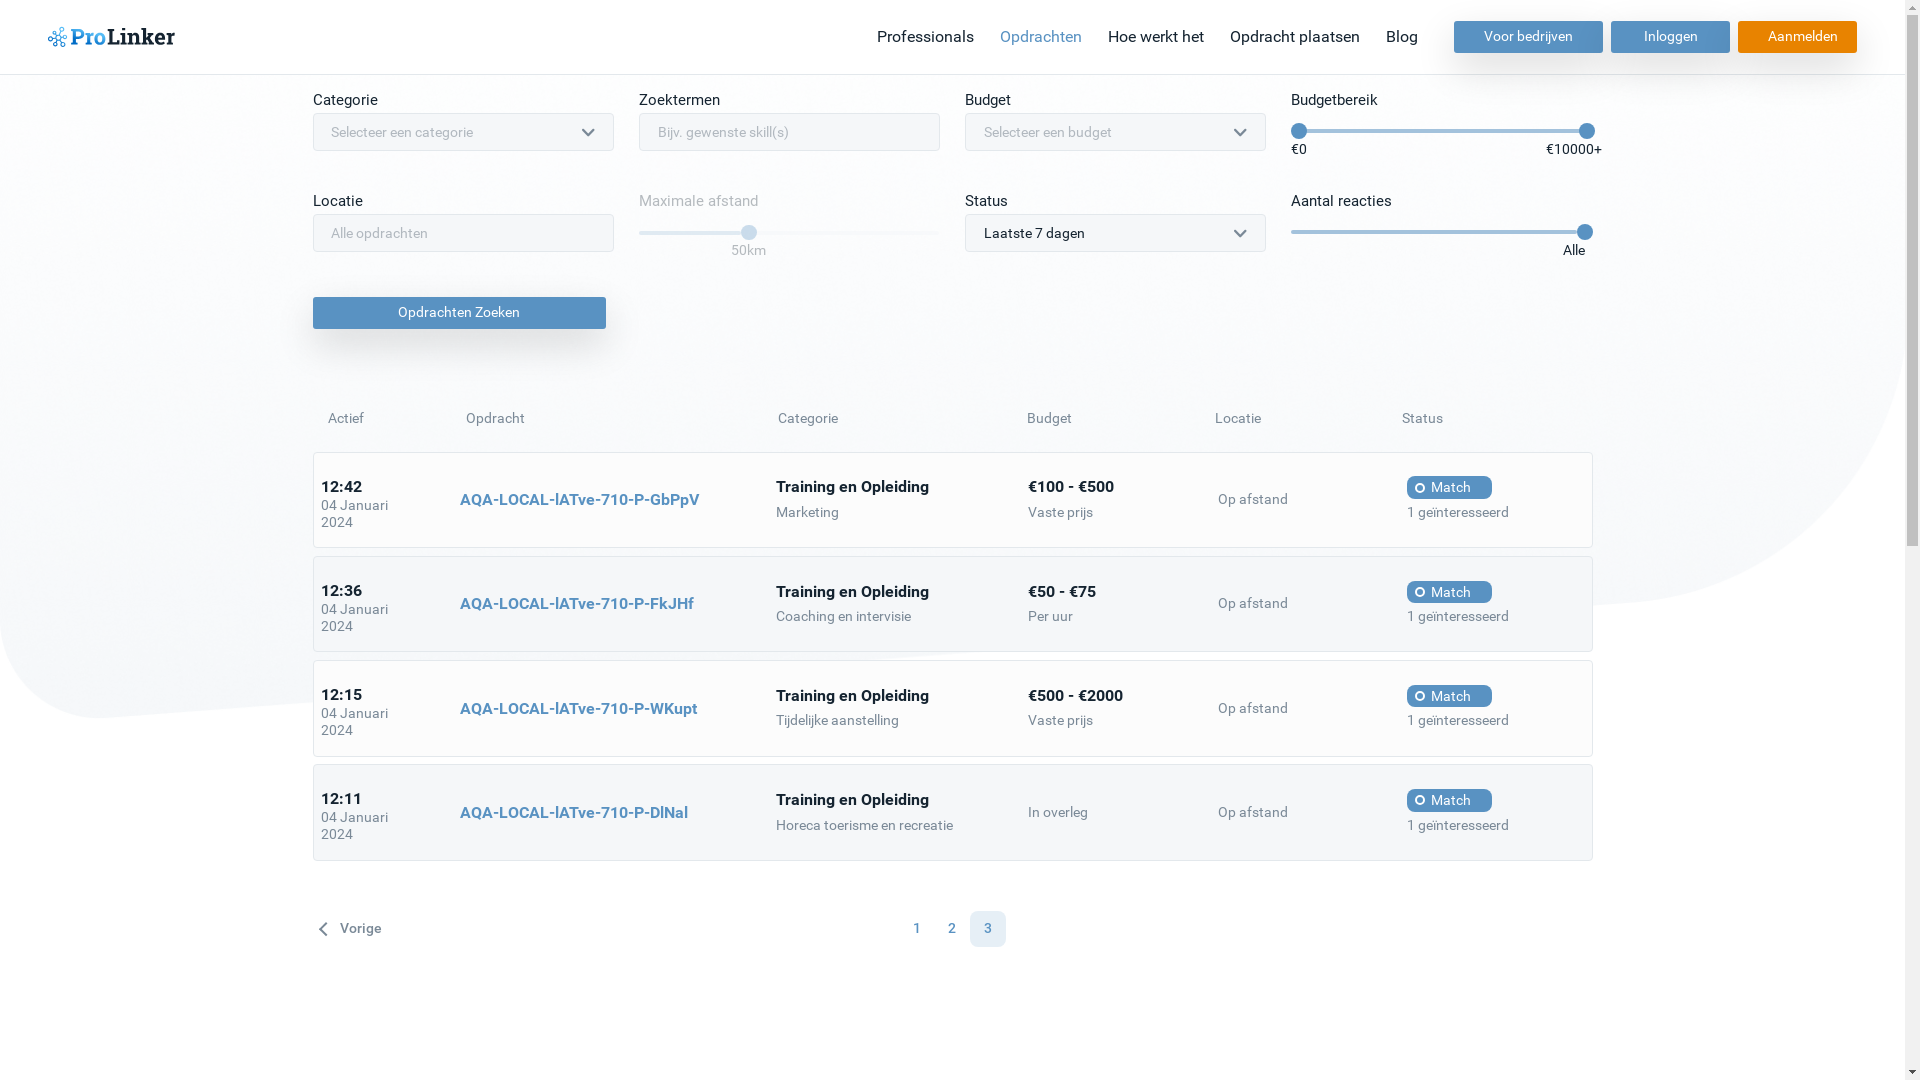 ProLinker
Professionals Opdrachten Hoe werkt het Opdracht plaatsen Blog Voor bedrijven Inloggen Aanmelden
Categorie Zoektermen Budget Budgetbereik
Selecteer een categorie Bijv. gewenste skill(s) Selecteer een budget
€0 €10000+
Locatie Maximale afstand Status Aantal reacties
Alle opdrachten Laatste 7 dagen
50km Alle
Opdrachten Zoeken
Actief Opdracht Categorie Budget Locatie Status
12:42 Training en Opleiding €100 - €500 Match
04 Januari AQA-LOCAL-lATve-710-P-GbPpV Marketing Vaste prijs Op afstand 1 geïnteresseerd
2024
12:36 Training en Opleiding €50 - €75 Match
04 Januari AQA-LOCAL-lATve-710-P-FkJHf Coaching en intervisie Per uur Op afstand 1 geïnteresseerd
2024
12:15 Training en Opleiding €500 - €2000 Match
04 Januari AQA-LOCAL-lATve-710-P-WKupt Tijdelijke aanstelling Vaste prijs Op afstand 1 geïnteresseerd
2024
12:11 Training en Opleiding Match
04 Januari AQA-LOCAL-lATve-710-P-DlNal Horeca toerisme en recreatie In overleg Op afstand 1 geïnteresseerd
2024
Vorige 1 2 3